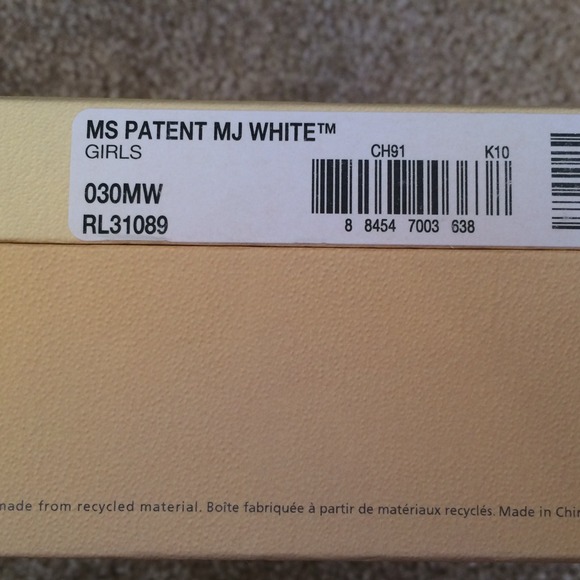 MS PATENT MJ WHITE™
GIRLS
CH91 K10
030MW
RL31089
8 8454 7003 638
made from recycled material. Boîte fabriquée à partir de matériaux recyclés. Made in Chin